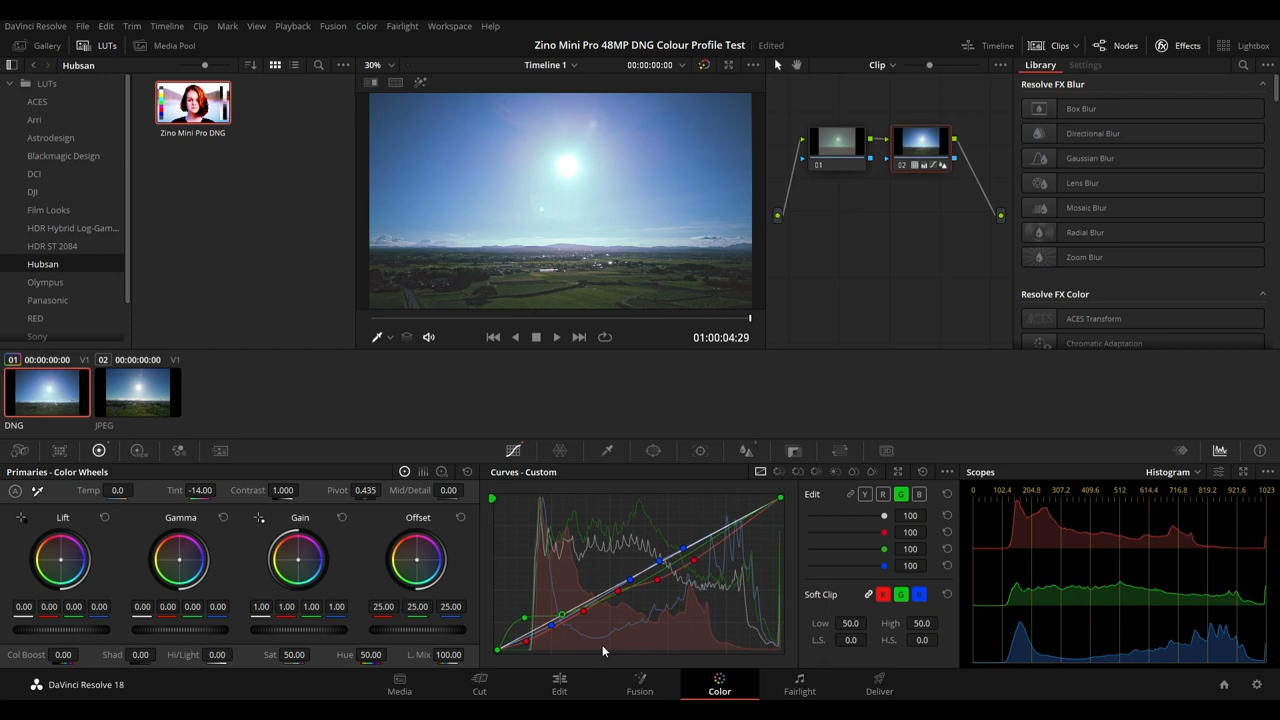 DaVinci Resolve File Edit Trim Timeline Clip Mark View Playback Fusion Color Fairlight Workspace Help
Gallery LUTs Media Pool Zino Mini Pro 48MP DNG Colour Profile Test Edited Timeline Clips Nodes Effects Lightbox
Hubsan 30% Timeline 1 00:00:00:00 Clip Library Settings
LUTs
ACES
Arri
Astrodesign
Blackmagic Design
DCI
DJI
Film Looks
HDR Hybrid Log-Gam...
HDR ST 2084
Hubsan
Olympus
Panasonic
RED
Sony
Zino Mini Pro DNG
01 02
Resolve FX Blur
Box Blur
Directional Blur
Gaussian Blur
Lens Blur
Mosaic Blur
Radial Blur
Zoom Blur
Resolve FX Color
ACES ACES Transform
Chromatic Adaptation
01:00:04:29
01 00:00:00:00 V1 02 00:00:00:00 V1
DNG JPEG
Primaries - Color Wheels
A Temp 0.0 Tint -14.00 Contrast 1.000 Pivot 0.435 Mid/Detail 0.00
Lift Gamma Gain Offset
0.00 0.00 0.00 0.00 0.00 0.00 0.00 0.00 1.00 1.00 1.00 1.00 25.00 25.00 25.00
Col Boost 0.00 Shad 0.00 Hi/Light 0.00 Sat 50.00 Hue 50.00 L. Mix 100.00
Curves - Custom
Edit Y R G B
100
100
100
100
Soft Clip R G B
Low 50.0 High 50.0
L.S. 0.0 H.S. 0.0
Scopes Histogram
0 102.4 204.8 307.2 409.6 512 614.4 716.8 819.2 921.6 1023
DaVinci Resolve 18 Media Cut Edit Fusion Color Fairlight Deliver